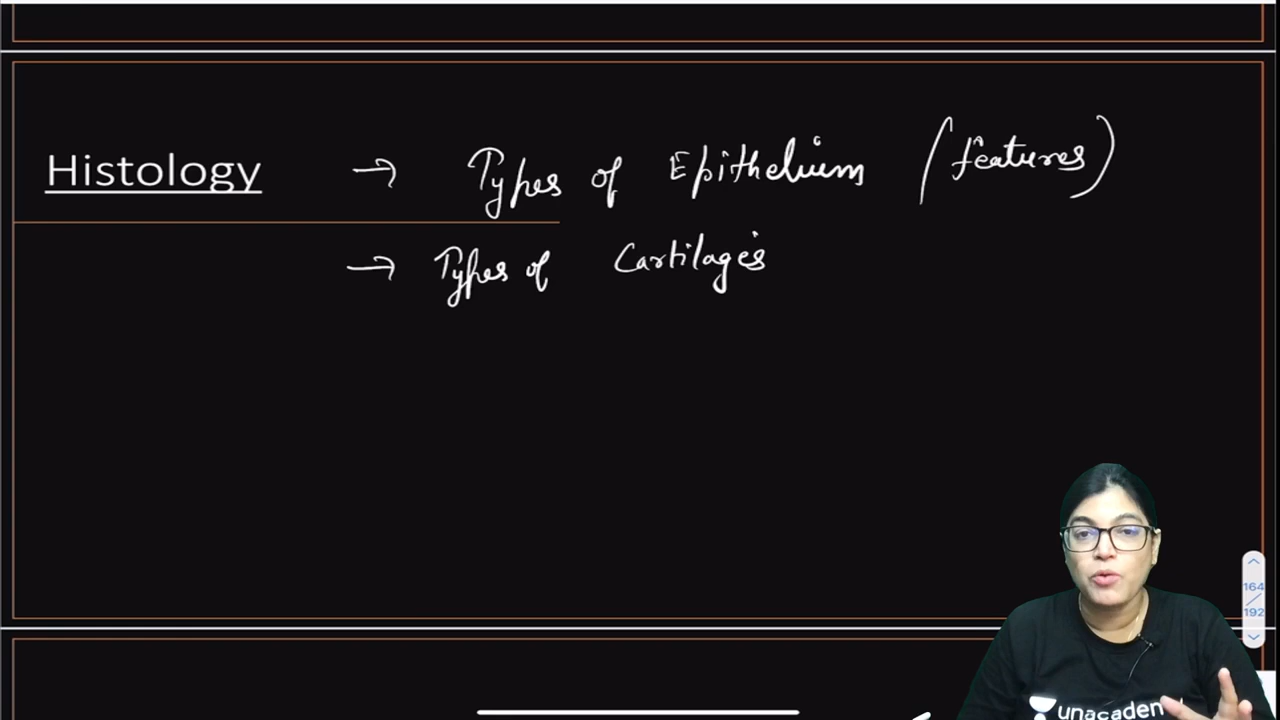 Histology → Types of Epithelium (features)
→ Types of Cartilages
164
192
unacadem